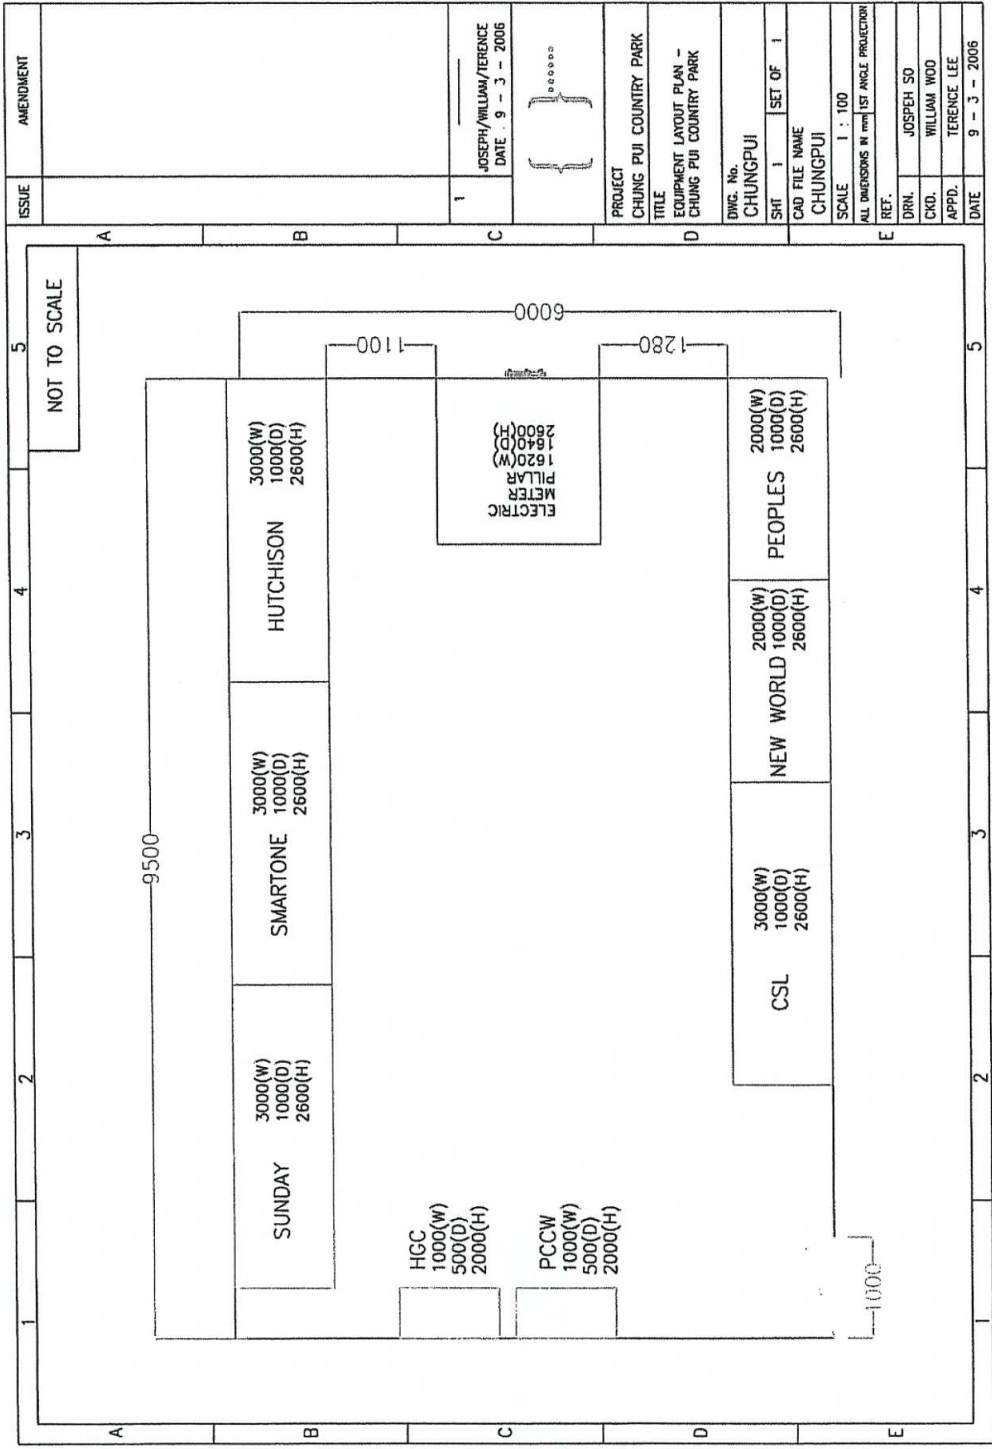 ISSUE
AMENDMENT
1
JOSEPH/WILLIAM/TERENCE
DATE . 9 - 3 - 2006
PROJECT
CHUNG PUI COUNTRY PARK
TITLE
EQUIPMENT LAYOUT PLAN –
CHUNG PUI COUNTRY PARK
DWG. No.
CHUNGPUI
SHT 1 SET OF 1
CAD FILE NAME
CHUNGPUI
SCALE 1 : 100
ALL DIMENSIONS IN mm 1ST ANGLE PROJECTION
REF.
DRN. JOSPEH SO
CKD. WILLIAM WOO
APPD. TERENCE LEE
DATE 9 - 3 - 2006
1 2 3 4 5
A B C D E
NOT TO SCALE
9500
SUNDAY
3000(W)
1000(D)
2600(H)
SMARTONE
3000(W)
1000(D)
2600(H)
HUTCHISON
3000(W)
1000(D)
2600(H)
6000
1100
1280
ELECTRIC
METER
PILLAR
1620(W)
1640(D)
2600(H)
HGC
1000(W)
500(D)
2000(H)
PCCW
1000(W)
500(D)
2000(H)
CSL
3000(W)
1000(D)
2600(H)
NEW WORLD
2000(W)
1000(D)
2600(H)
PEOPLES
2000(W)
1000(D)
2600(H)
1000
A B C D E
1 2 3 4 5